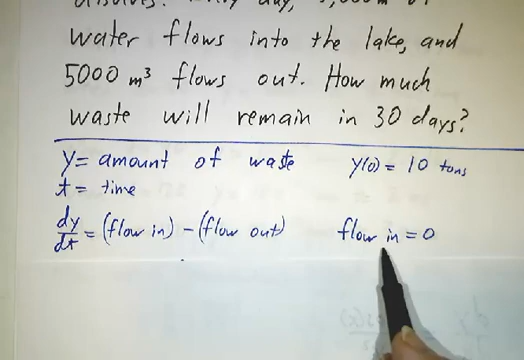 water flows into the lake, and
5000 m³ flows out. How much
waste will remain in 30 days?
y = amount of waste y(0) = 10 tons
t = time
dy/dt = (flow in) - (flow out) flow in = 0